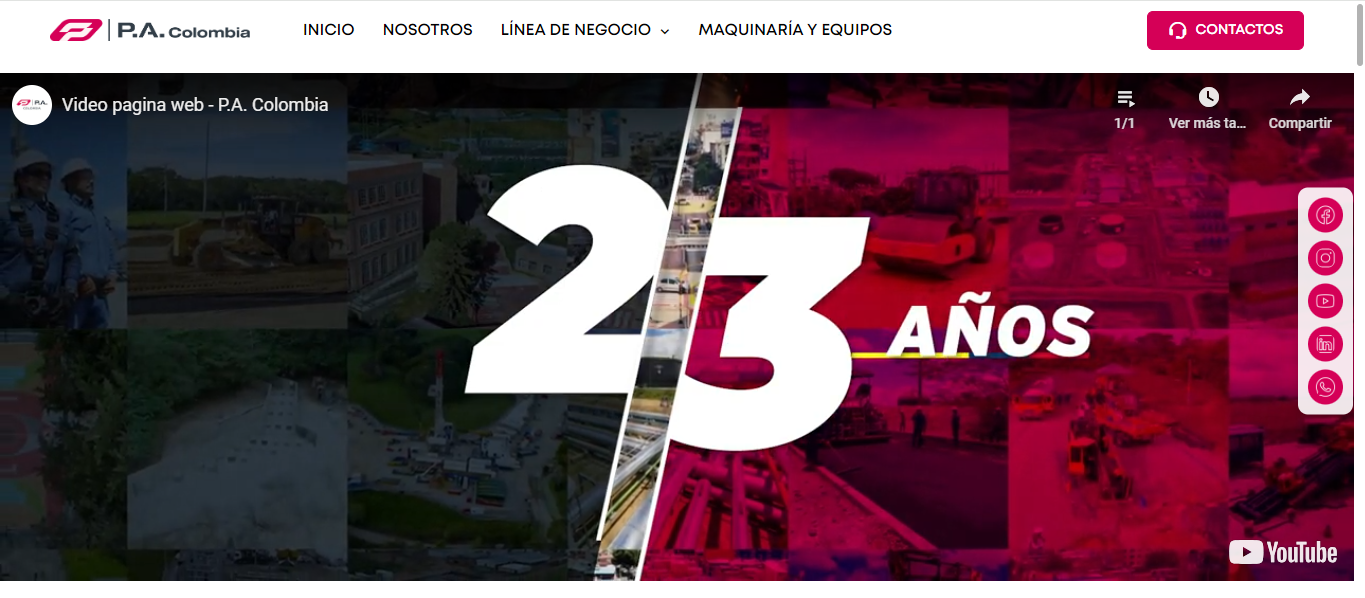 P.A. Colombia
INICIO
NOSOTROS
LÍNEA DE NEGOCIO
MAQUINARÍA Y EQUIPOS
CONTACTOS
P.A.
Video pagina web - P.A. Colombia
1/1
Ver más ta...
Compartir
23
AÑOS
YouTube